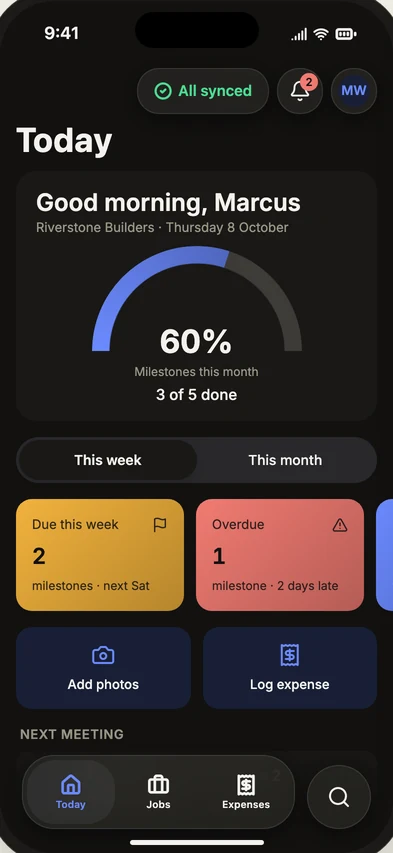 9:41
All synced
2
MW
Today
Good morning, Marcus
Riverstone Builders · Thursday 8 October
60%
Milestones this month
3 of 5 done
This week
This month
Due this week
2
milestones · next Sat
Overdue
1
milestone · 2 days late
Add photos
Log expense
NEXT MEETING
Today
Jobs
Expenses